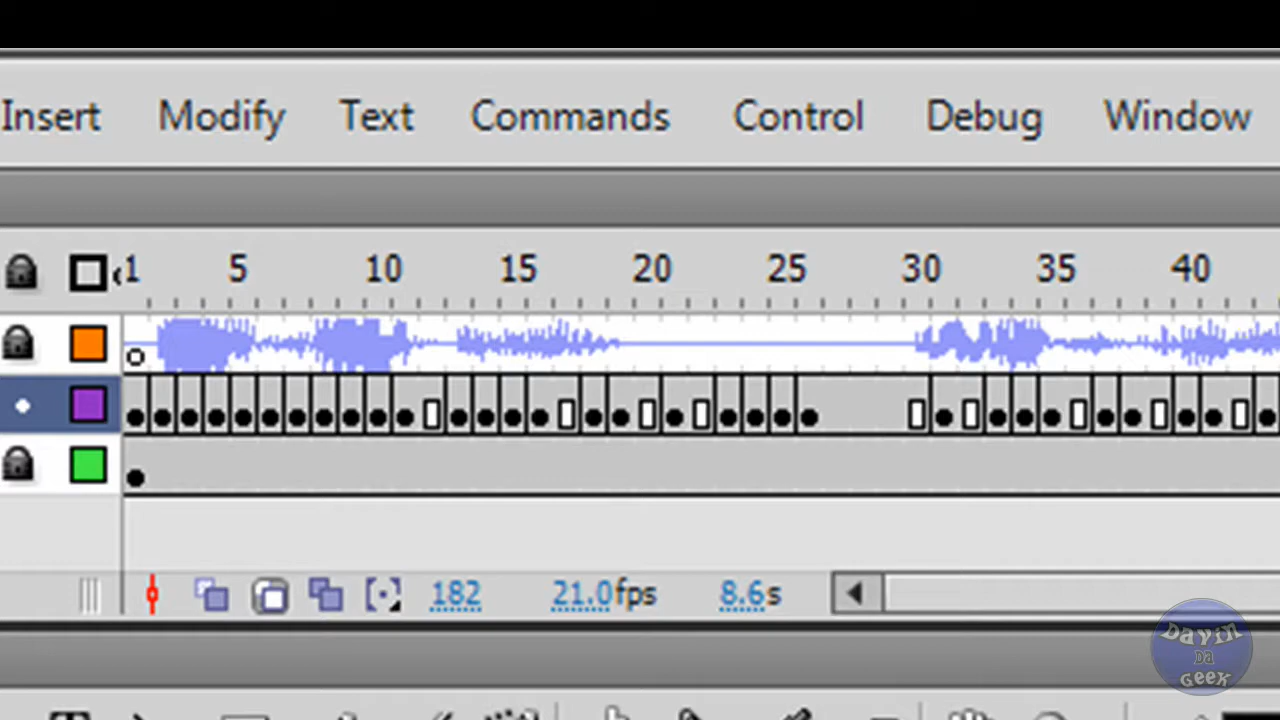 Insert Modify Text Commands Control Debug Window
1 5 10 15 20 25 30 35 40
182 21.0fps 8.6s
Davin
Da
Geek